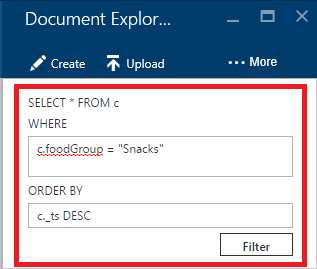 Document Explor...
Create Upload ... More
SELECT * FROM c
WHERE
c.foodGroup = "Snacks"
ORDER BY
c._ts DESC
Filter